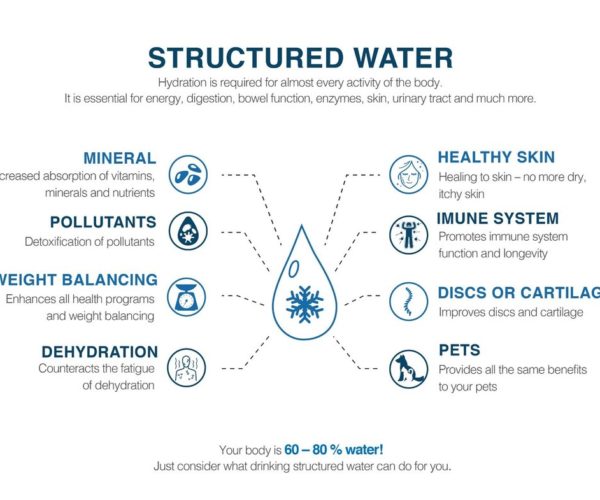 STRUCTURED WATER
Hydration is required for almost every activity of the body.
It is essential for energy, digestion, bowel function, enzymes, skin, urinary tract and much more.
MINERAL
creased absorption of vitamins,
minerals and nutrients
POLLUTANTS
Detoxification of pollutants
WEIGHT BALANCING
Enhances all health programs
and weight balancing
DEHYDRATION
Counteracts the fatigue
of dehydration
HEALTHY SKIN
Healing to skin – no more dry,
itchy skin
IMUNE SYSTEM
Promotes immune system
function and longevity
DISCS OR CARTILAG
Improves discs and cartilage
PETS
Provides all the same benefits
to your pets
Your body is 60 – 80 % water!
Just consider what drinking structured water can do for you.